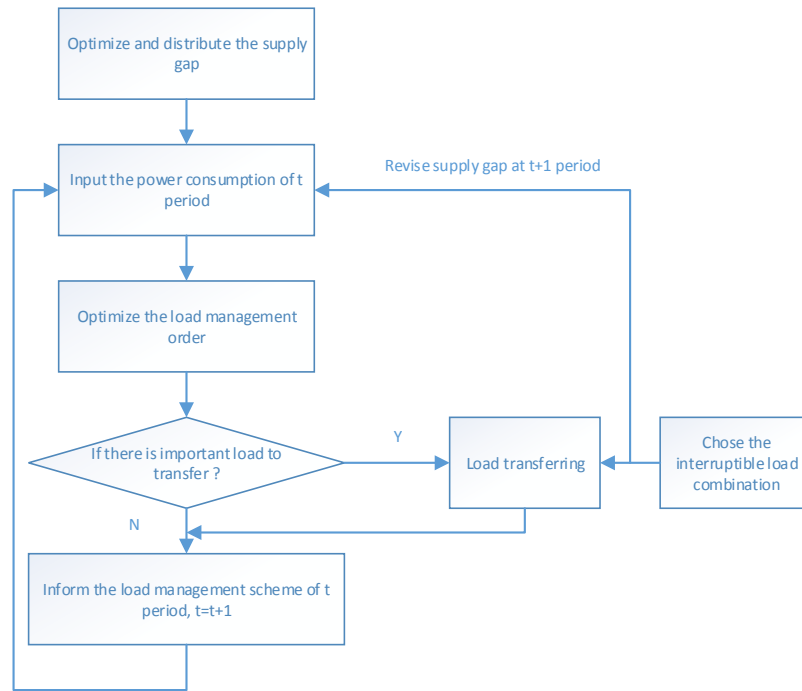 Optimize and distribute the supply
gap
Input the power consumption of t
period
Revise supply gap at t+1 period
Optimize the load management
order
If there is important load to
transfer ?
Y
Load transferring
Chose the
interruptible load
combination
N
Inform the load management scheme of t
period, t=t+1